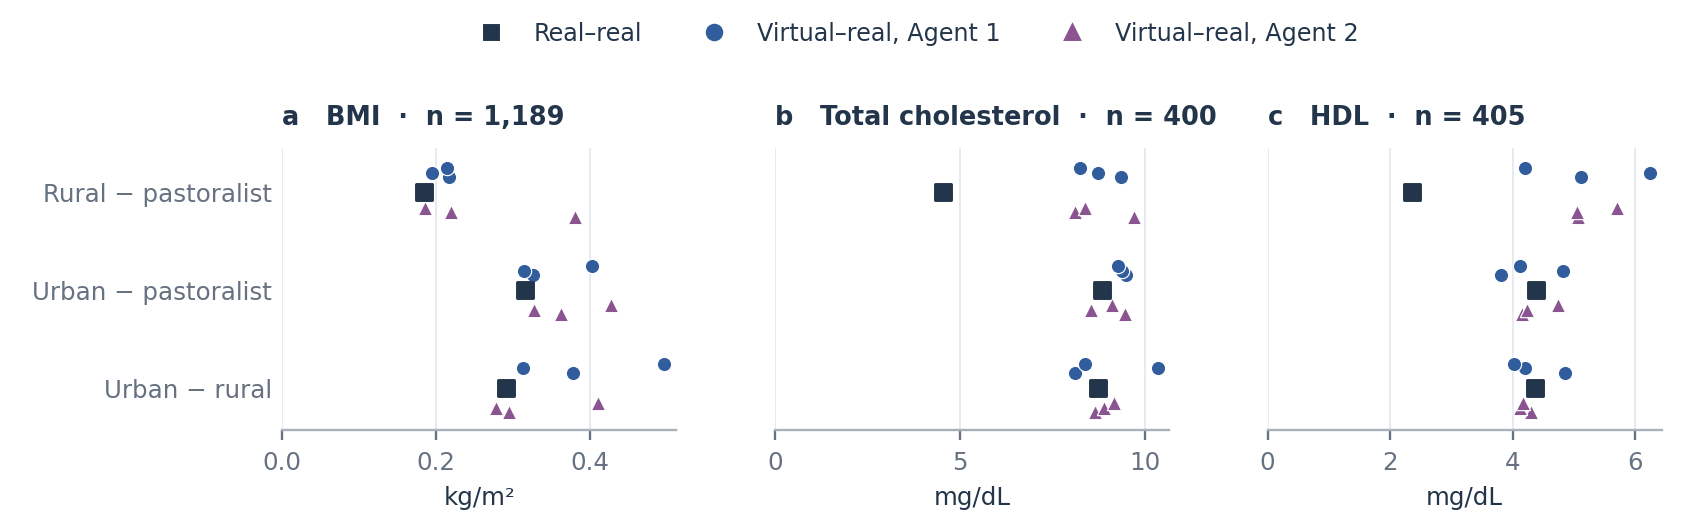 Real–real Virtual–real, Agent 1 Virtual–real, Agent 2
a BMI · n = 1,189
b Total cholesterol · n = 400
c HDL · n = 405
Rural − pastoralist
Urban − pastoralist
Urban − rural
0.0 0.2 0.4
kg/m²
0 5 10
mg/dL
0 2 4 6
mg/dL